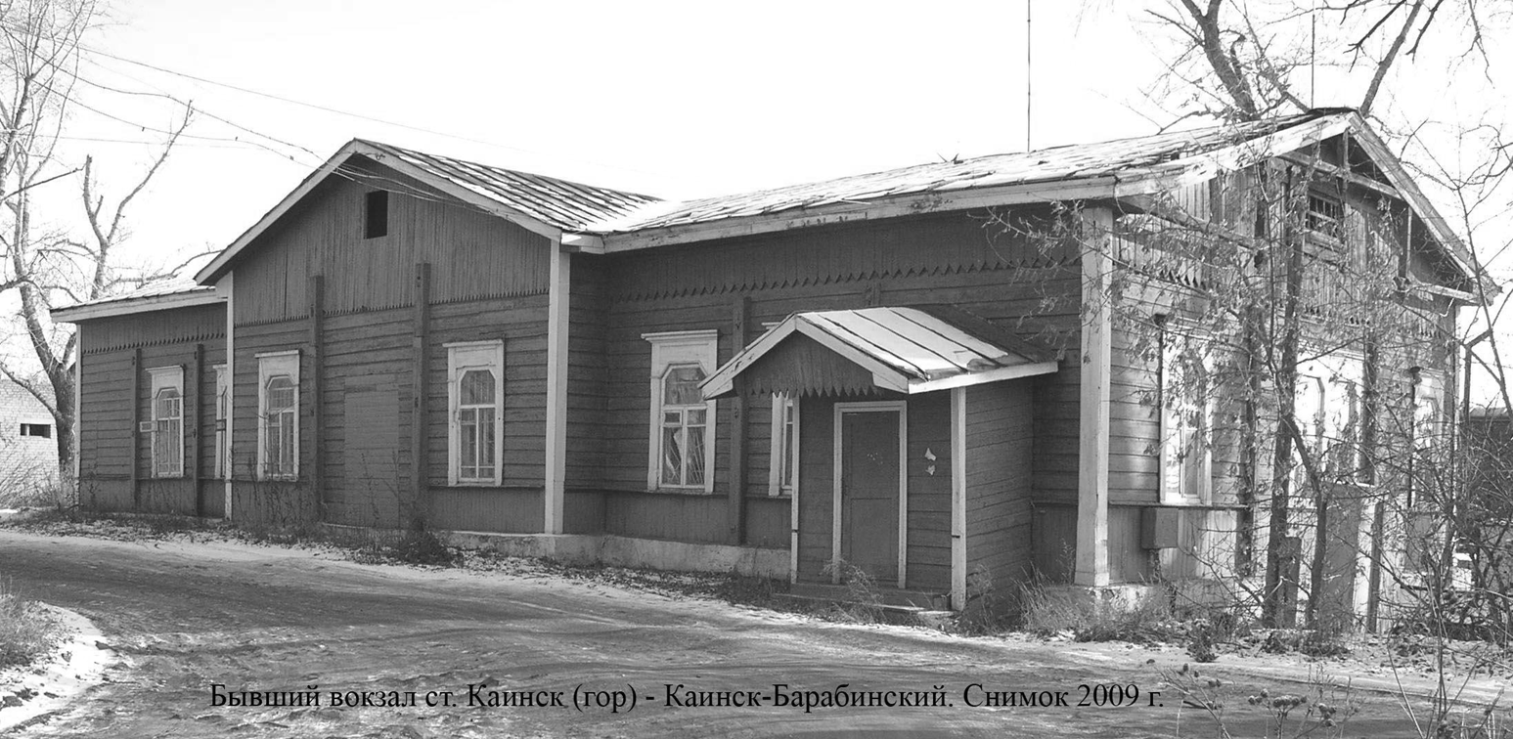 Бывший вокзал ст. Каинск (гор) - Каинск-Барабинский. Снимок 2009 г.